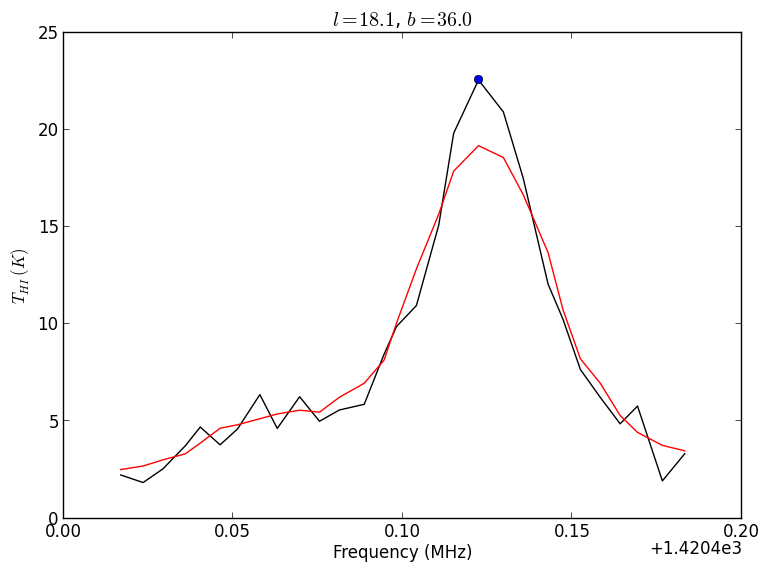 l = 18.1, b = 36.0
25
20
15
10
5
0
T_HI (K)
0.00 0.05 0.10 0.15 0.20
Frequency (MHz)
+1.4204e3